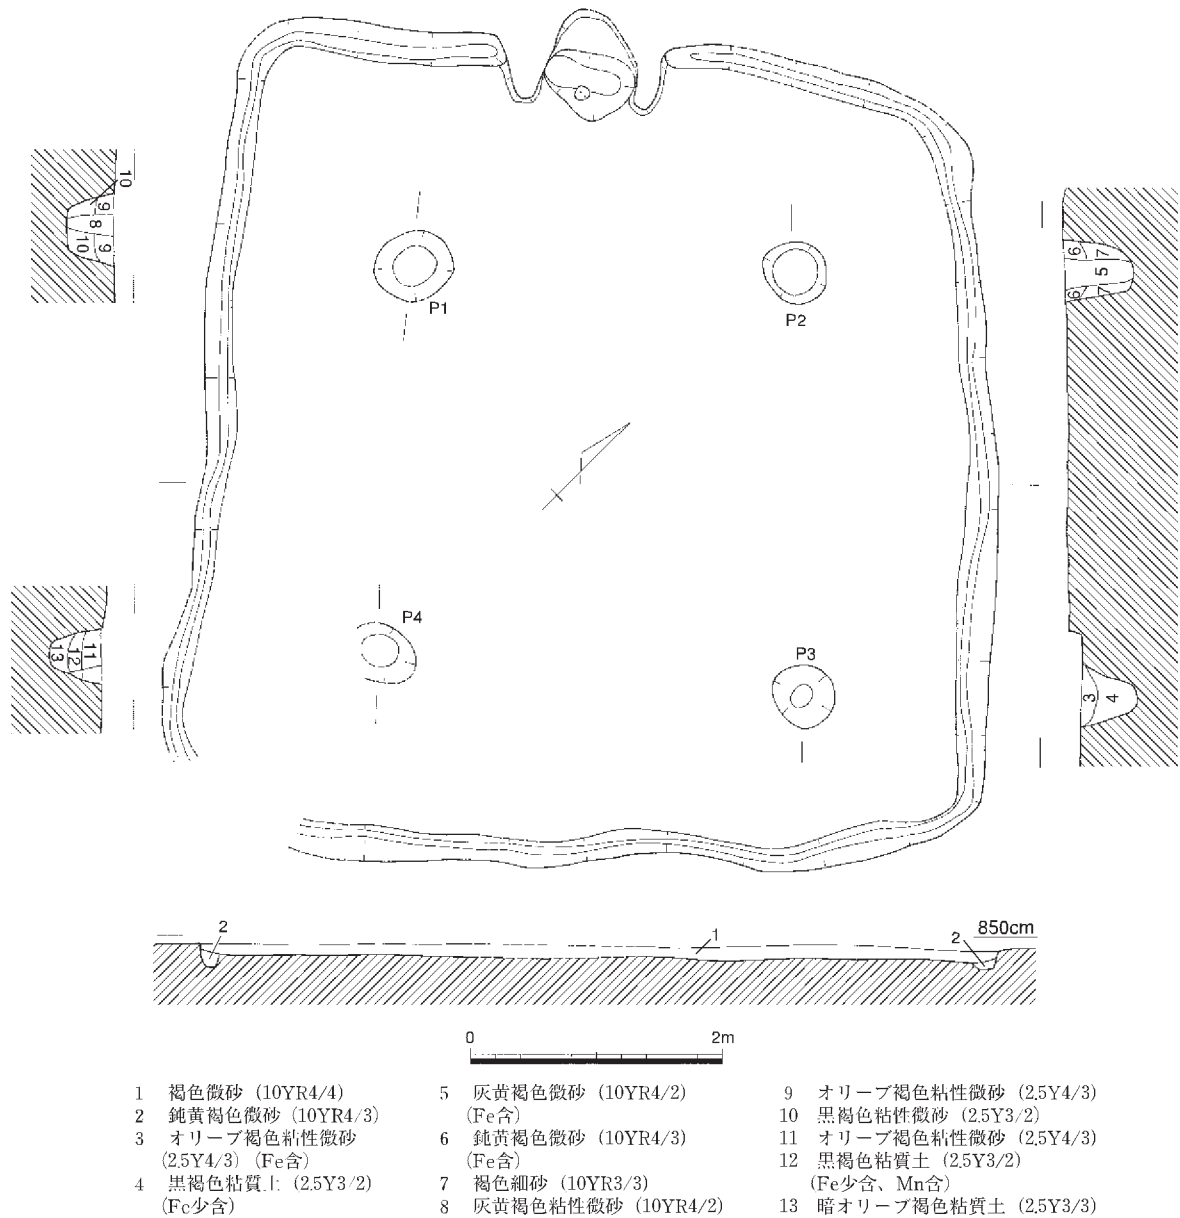 10
9
8
10
9
P1
P2
6
7
5
6
7
P4
P3
13
12
11
3
4
2
1
2
850cm
0
2m
1 褐色微砂 (10YR4/4)
2 鈍黄褐色微砂 (10YR4/3)
3 オリーブ褐色粘性微砂
(2.5Y4/3) (Fe含)
4 黒褐色粘質土 (2.5Y3/2)
(Fe少含)
5 灰黄褐色微砂 (10YR4/2)
(Fe含)
6 鈍黄褐色微砂 (10YR4/3)
(Fe含)
7 褐色細砂 (10YR3/3)
8 灰黄褐色粘性微砂 (10YR4/2)
9 オリーブ褐色粘性微砂 (2.5Y4/3)
10 黒褐色粘性微砂 (2.5Y3/2)
11 オリーブ褐色粘性微砂 (2.5Y4/3)
12 黒褐色粘質土 (2.5Y3/2)
(Fe少含、Mn含)
13 暗オリーブ褐色粘質土 (2.5Y3/3)